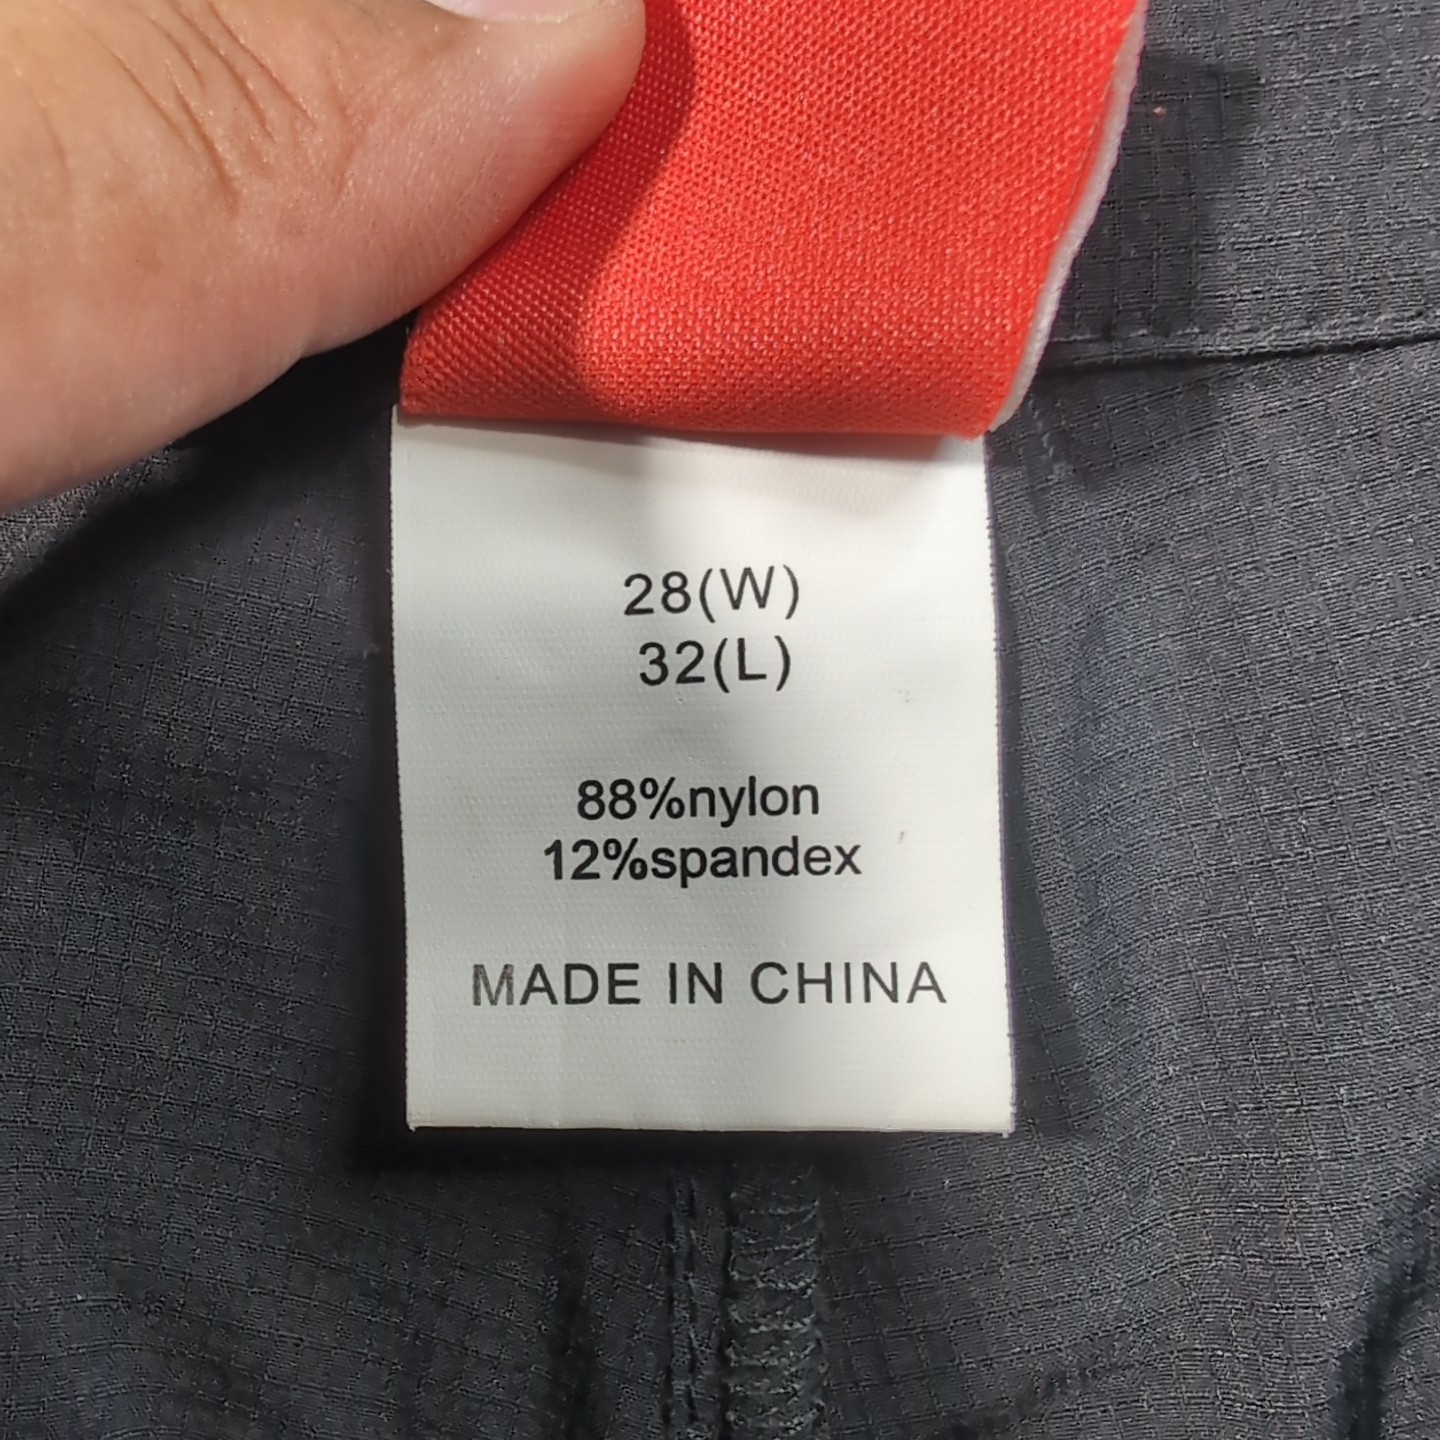 28(W)
32(L)
88%nylon
12%spandex
MADE IN CHINA